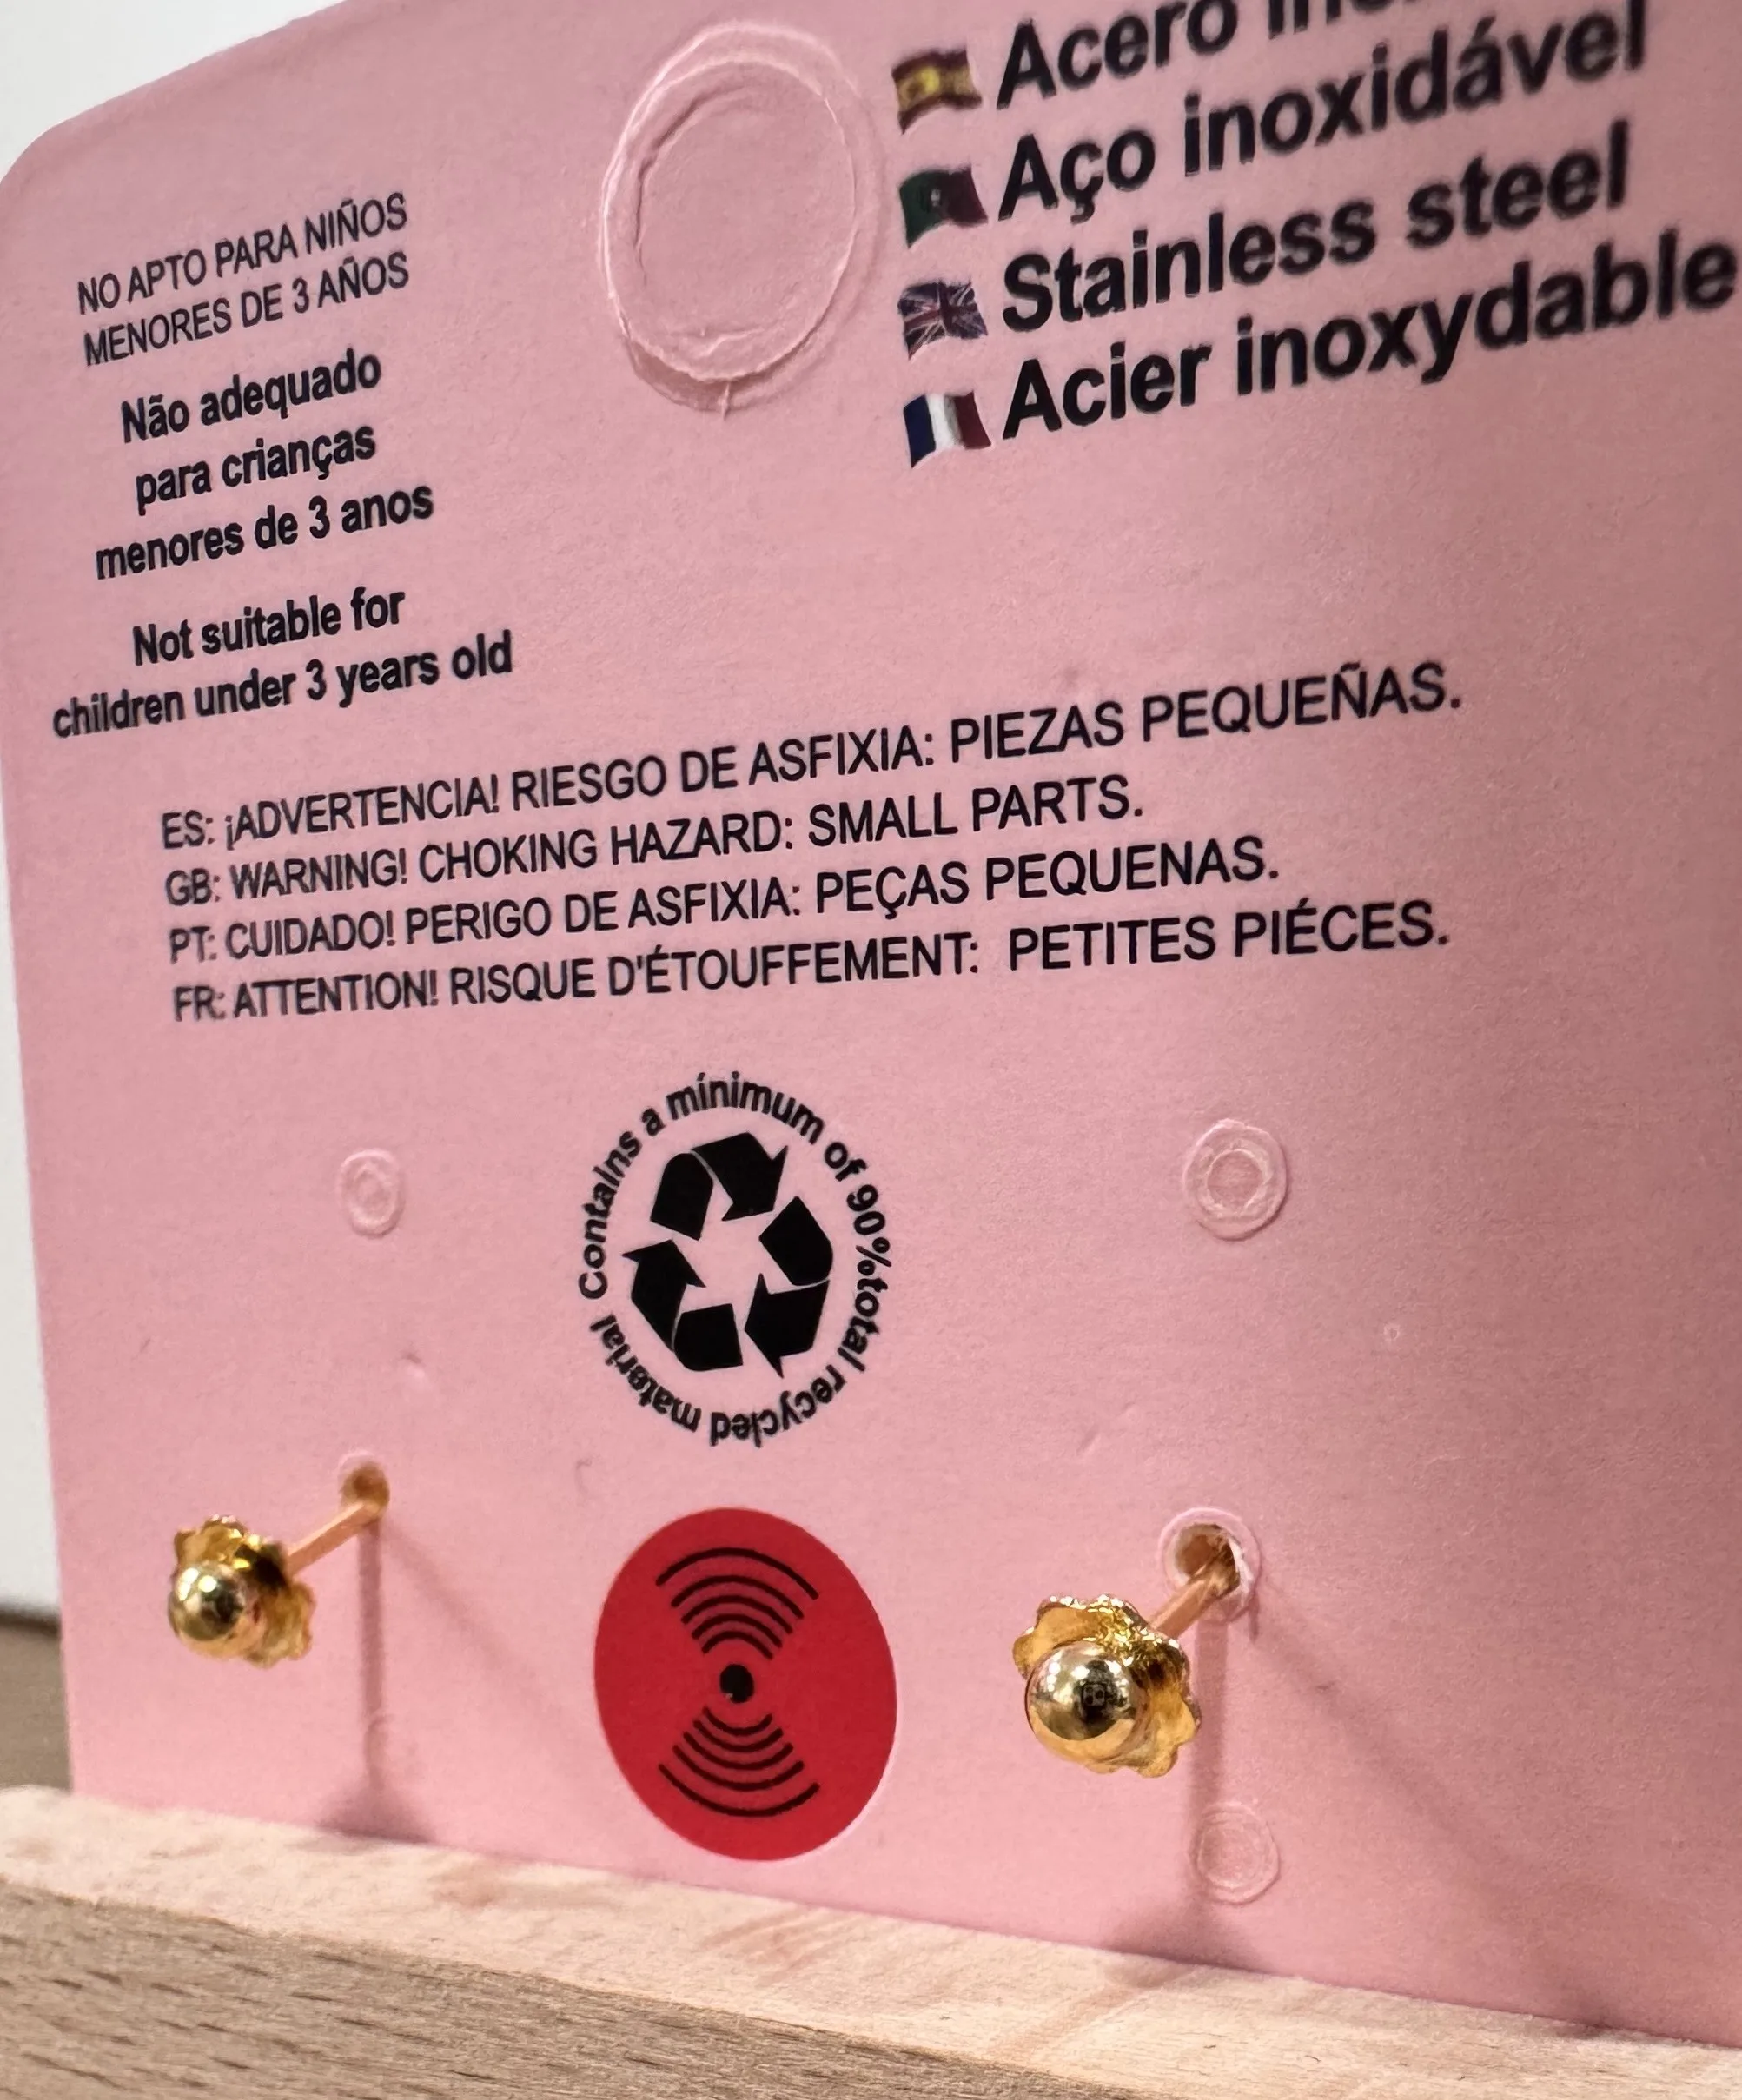 Acero
Aço inoxidável
Stainless steel
Acier inoxydable
NO APTO PARA NIÑOS
MENORES DE 3 AÑOS
Não adequado
para crianças
menores de 3 anos
Not suitable for
children under 3 years old
ES: ¡ADVERTENCIA! RIESGO DE ASFIXIA: PIEZAS PEQUEÑAS.
GB: WARNING! CHOKING HAZARD: SMALL PARTS.
PT: CUIDADO! PERIGO DE ASFIXIA: PEÇAS PEQUENAS.
FR: ATTENTION! RISQUE D'ÉTOUFFEMENT: PETITES PIÉCES.
Contains a mínimum of 90%total recycled material